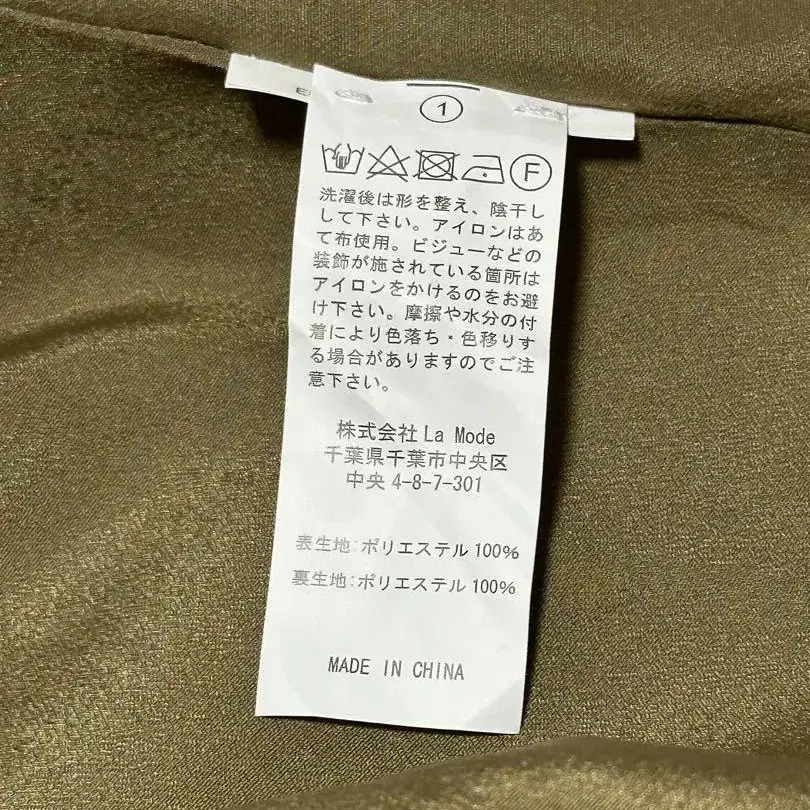 1
F
洗濯後は形を整え、陰干し
して下さい。アイロンはあ
て布使用。ビジューなどの
装飾が施されている箇所は
アイロンをかけるのをお避
け下さい。摩擦や水分の付
着により色落ち・色移りす
る場合がありますのでご注
意下さい。
株式会社 La Mode
千葉県千葉市中央区
中央 4-8-7-301
表生地:ポリエステル 100%
裏生地:ポリエステル 100%
MADE IN CHINA